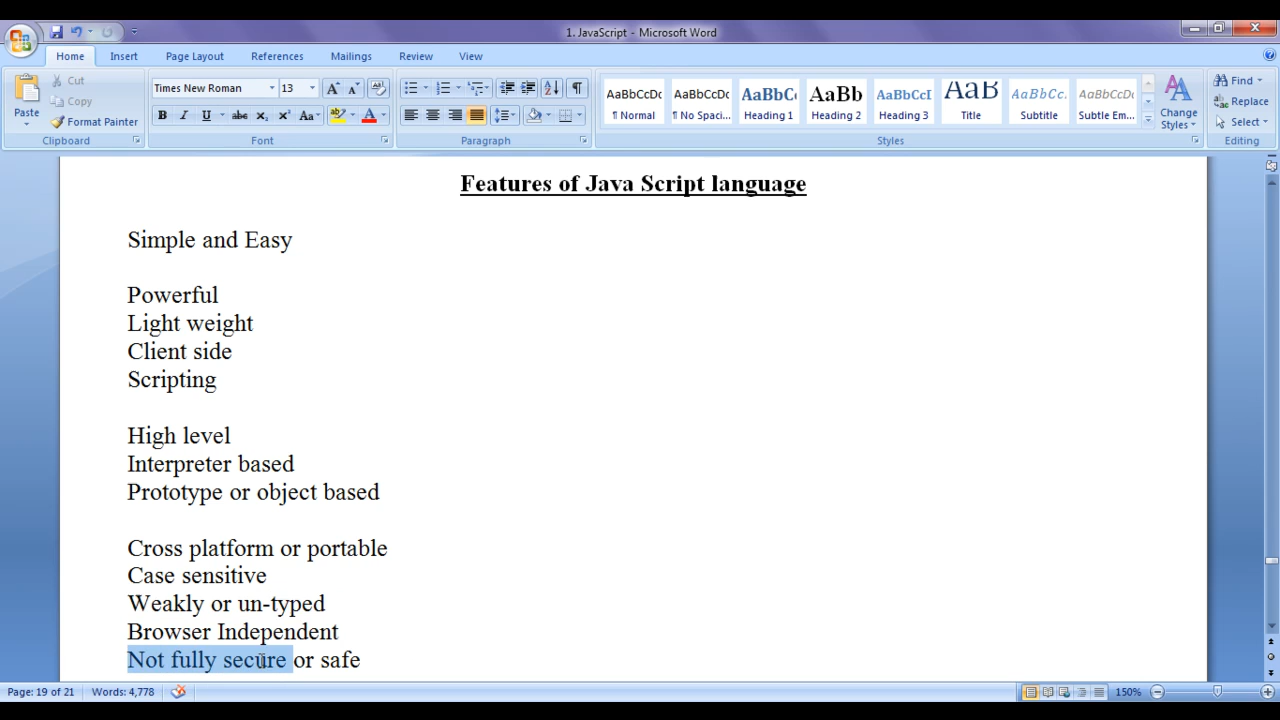 1. JavaScript - Microsoft Word
Home Insert Page Layout References Mailings Review View
Paste
Cut
Copy
Format Painter
Clipboard
Times New Roman 13
Font
Paragraph
AaBbCcDc AaBbCcDc AaBbC AaBb AaBbCcI AaB AaBbCc. AaBbCcDc
¶ Normal ¶ No Spaci... Heading 1 Heading 2 Heading 3 Title Subtitle Subtle Em...
Styles
Change Styles
Find
Replace
Select
Editing
Features of Java Script language
Simple and Easy
Powerful
Light weight
Client side
Scripting
High level
Interpreter based
Prototype or object based
Cross platform or portable
Case sensitive
Weakly or un-typed
Browser Independent
Not fully secure or safe
Page: 19 of 21 Words: 4,778 150%